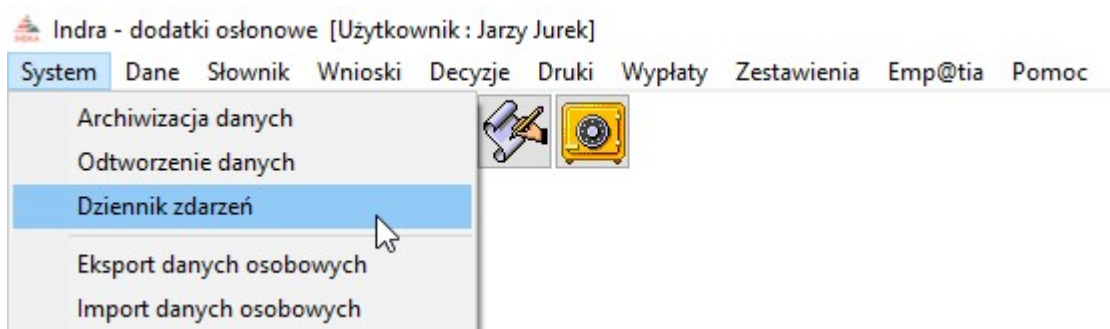 Indra - dodatki osłonowe [Użytkownik : Jarzy Jurek]
System Dane Słownik Wnioski Decyzje Druki Wypłaty Zestawienia Emp@tia Pomoc
Archiwizacja danych
Odtworzenie danych
Dziennik zdarzeń
Eksport danych osobowych
Import danych osobowych